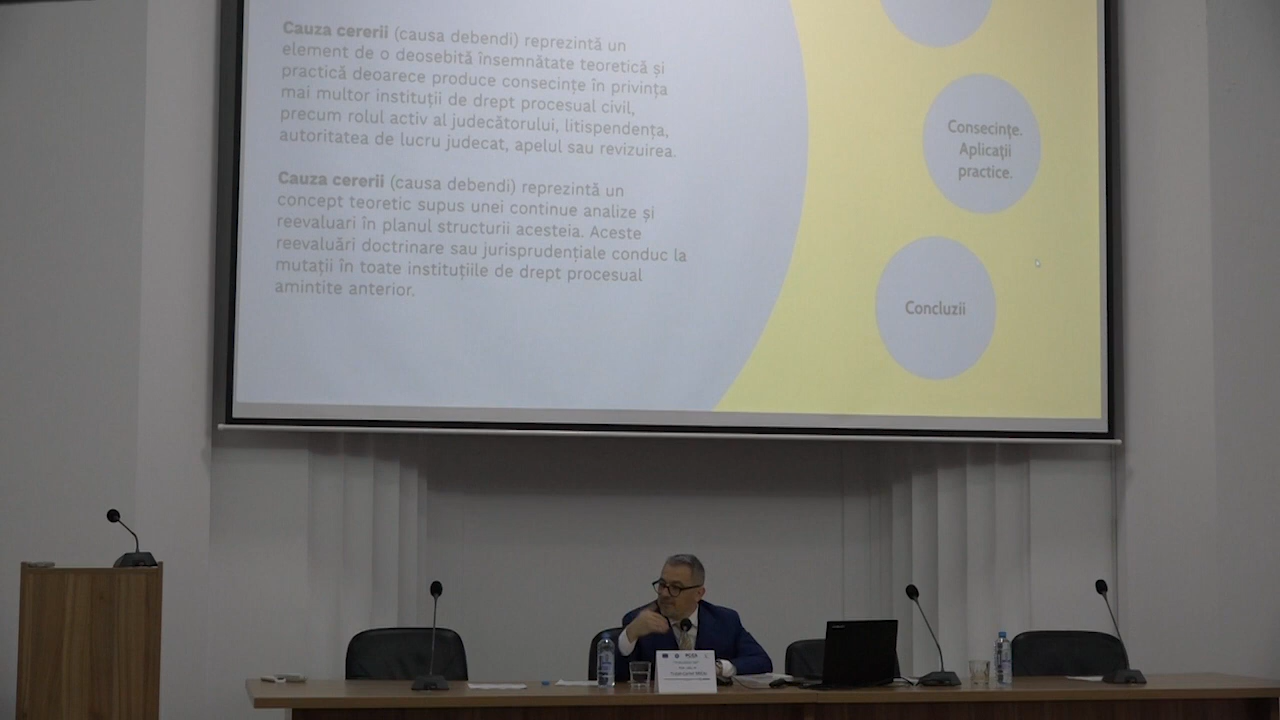 Cauza cererii (causa debendi) reprezintă un
element de o deosebită însemnătate teoretică și
practică deoarece produce consecințe în privința
mai multor instituții de drept procesual civil,
precum rolul activ al judecătorului, litispendența,
autoritatea de lucru judecat, apelul sau revizuirea.
Cauza cererii (causa debendi) reprezintă un
concept teoretic supus unei continue analize și
reevaluari în planul structurii acesteia. Aceste
reevaluări doctrinare sau jurisprudențiale conduc la
mutații în toate instituțiile de drept procesual
amintite anterior.
Consecințe.
Aplicații
practice.
Concluzii